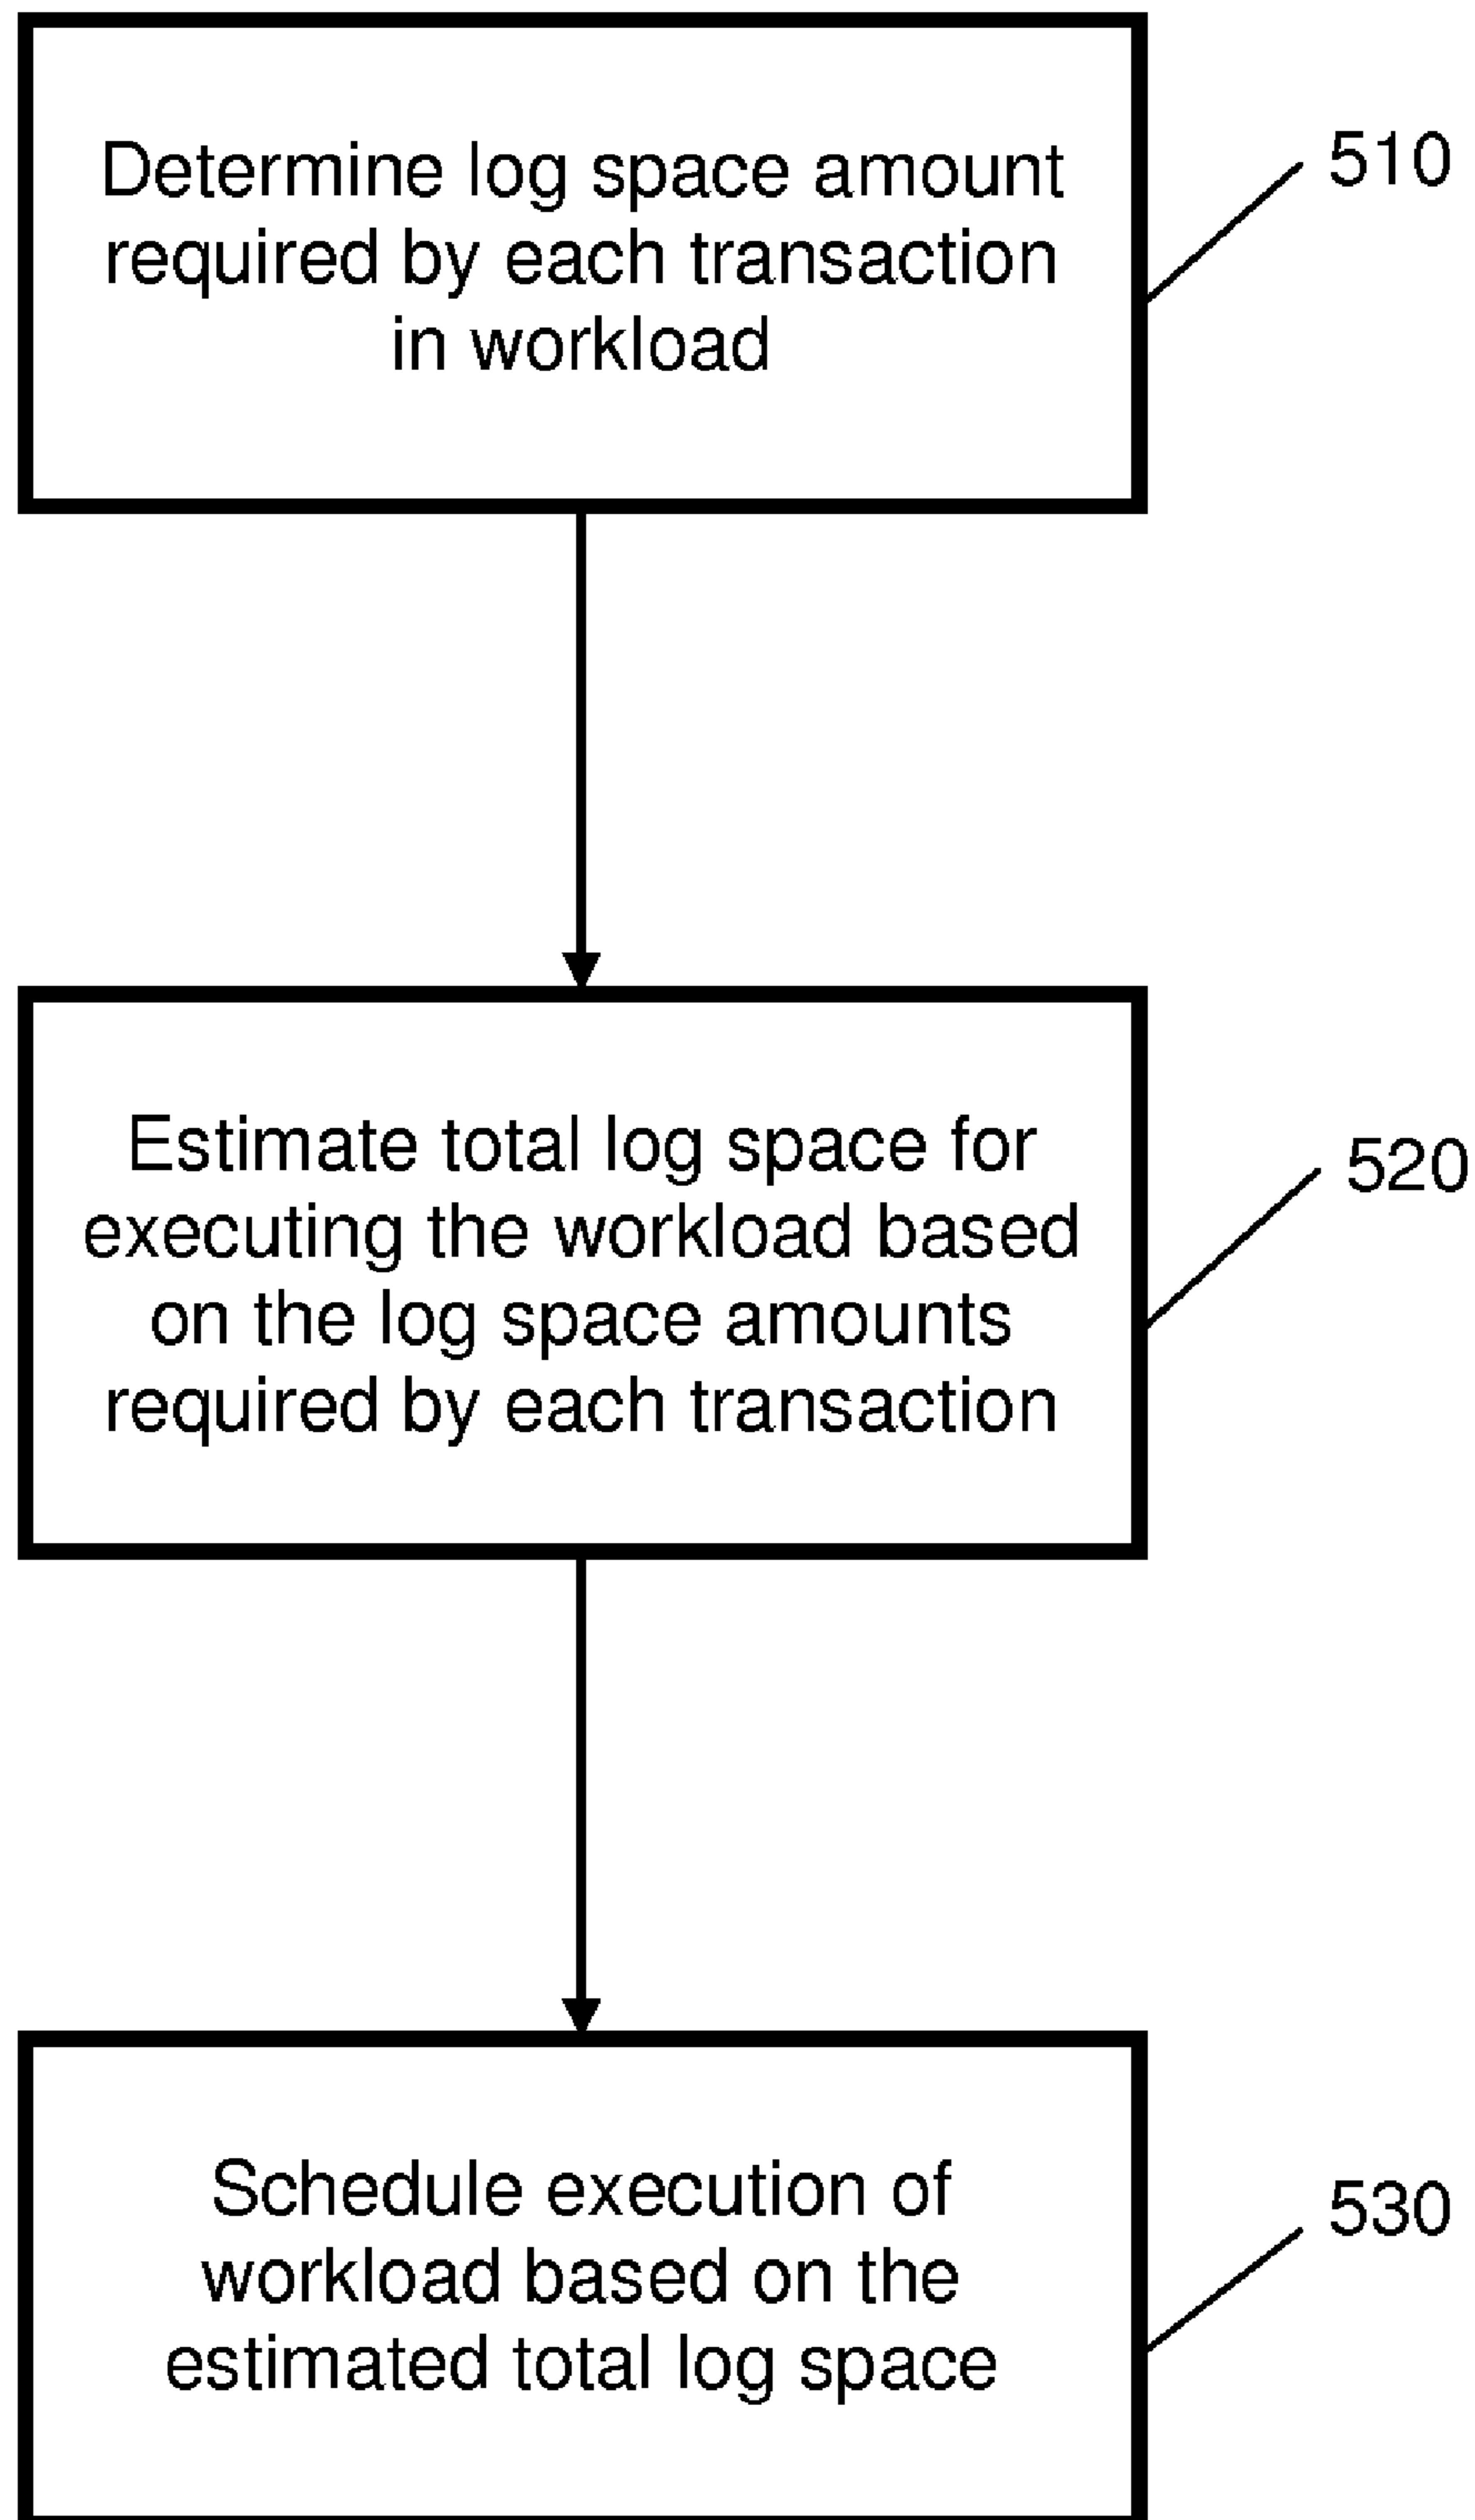 Determine log space amount
required by each transaction
in workload
510
Estimate total log space for
executing the workload based
on the log space amounts
required by each transaction
520
Schedule execution of
workload based on the
estimated total log space
530